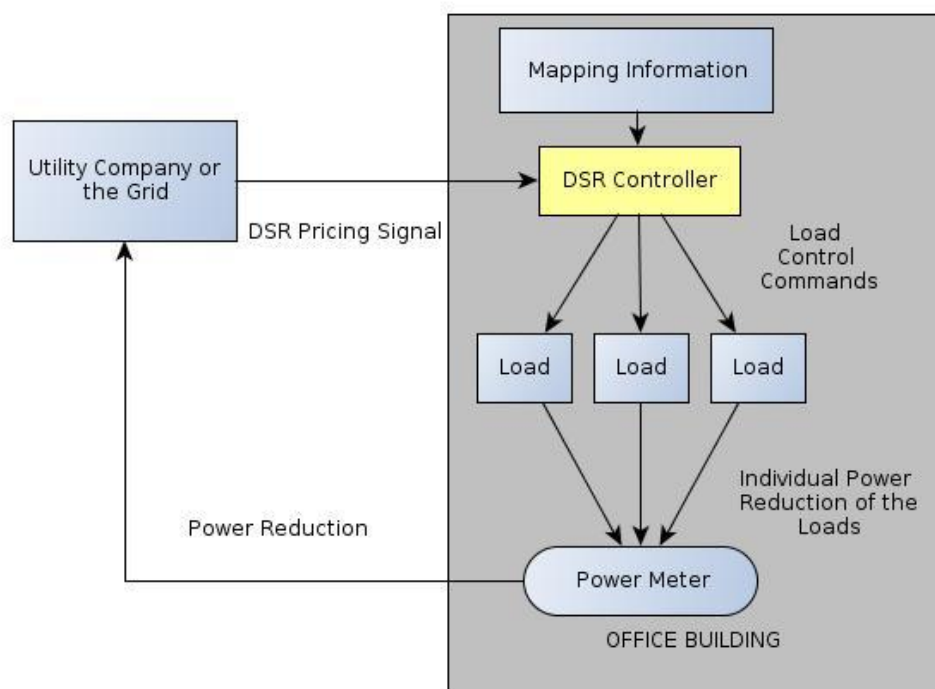 Mapping Information
Utility Company or
the Grid
DSR Controller
DSR Pricing Signal
Load
Control
Commands
Load
Load
Load
Individual Power
Reduction of the
Loads
Power Reduction
Power Meter
OFFICE BUILDING